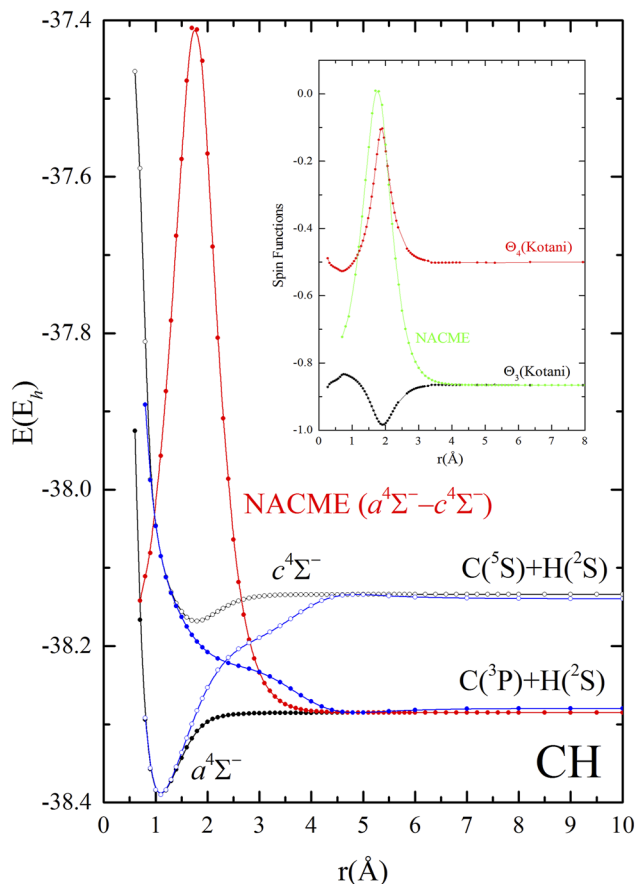 -37.4
-37.6
-37.8
-38.0
-38.2
-38.4
E(E_h)
0 1 2 3 4 5 6 7 8 9 10
r(Å)
0.0
-0.2
-0.4
-0.6
-0.8
-1.0
Spin Functions
0 1 2 3 4 5 6 7 8
r(Å)
Θ₄(Kotani)
NACME
Θ₃(Kotani)
NACME (a⁴Σ⁻–c⁴Σ⁻)
c⁴Σ⁻
C(⁵S)+H(²S)
C(³P)+H(²S)
a⁴Σ⁻
CH